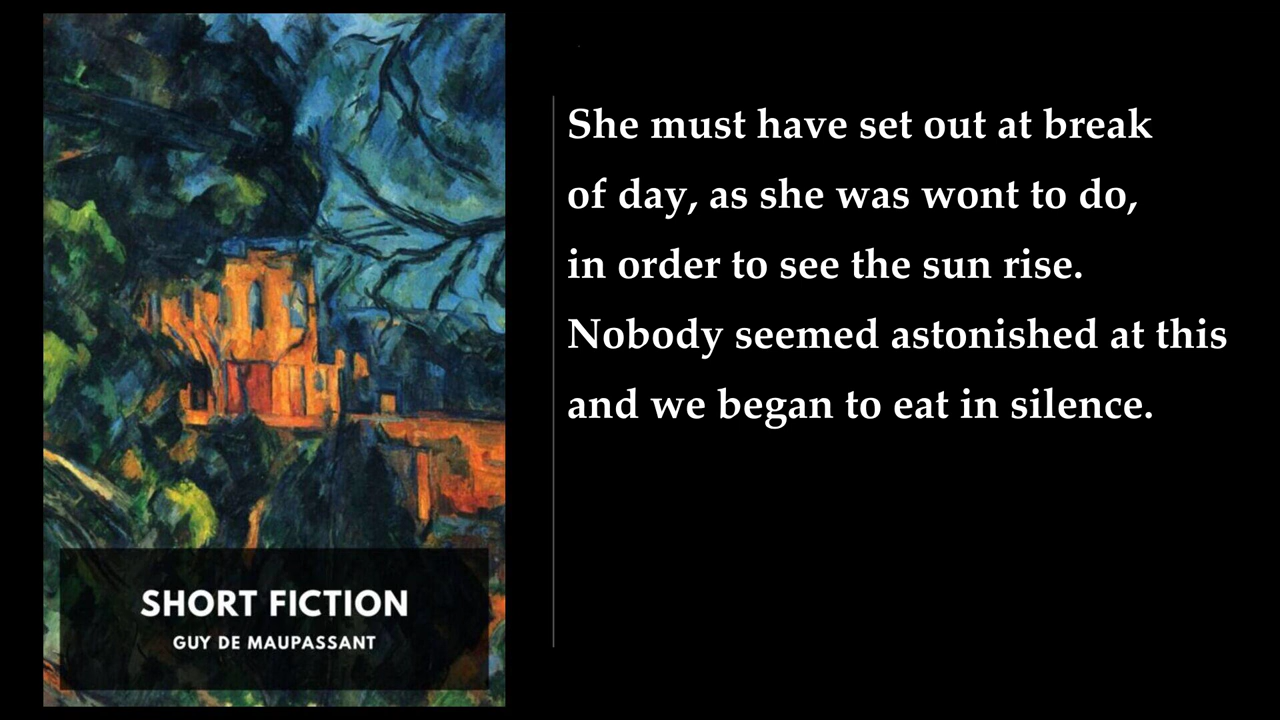 She must have set out at break
of day, as she was wont to do,
in order to see the sun rise.
Nobody seemed astonished at this
and we began to eat in silence.
SHORT FICTION
GUY DE MAUPASSANT